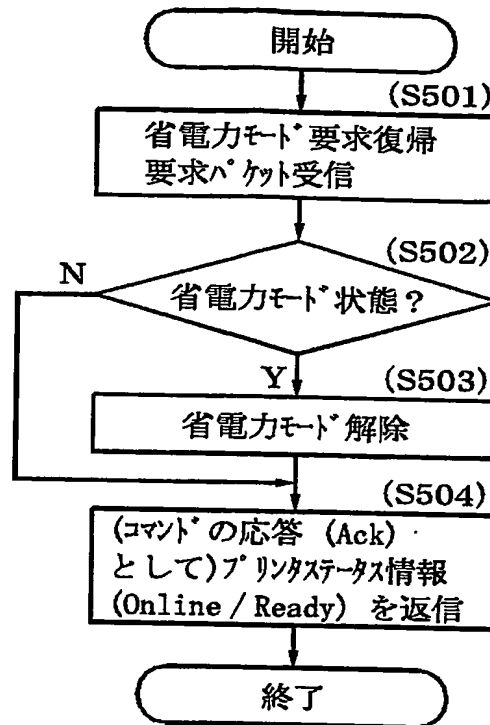 開始
(S501)
省電力ﾓｰﾄﾞ要求復帰
要求ﾊﾟｹｯﾄ受信
(S502)
N
省電力ﾓｰﾄﾞ状態？
Y
(S503)
省電力ﾓｰﾄﾞ解除
(S504)
(ｺﾏﾝﾄﾞの応答 (Ack)
として)ﾌﾟﾘﾝﾀｽﾃｰﾀｽ情報
(Online / Ready) を返信
終了